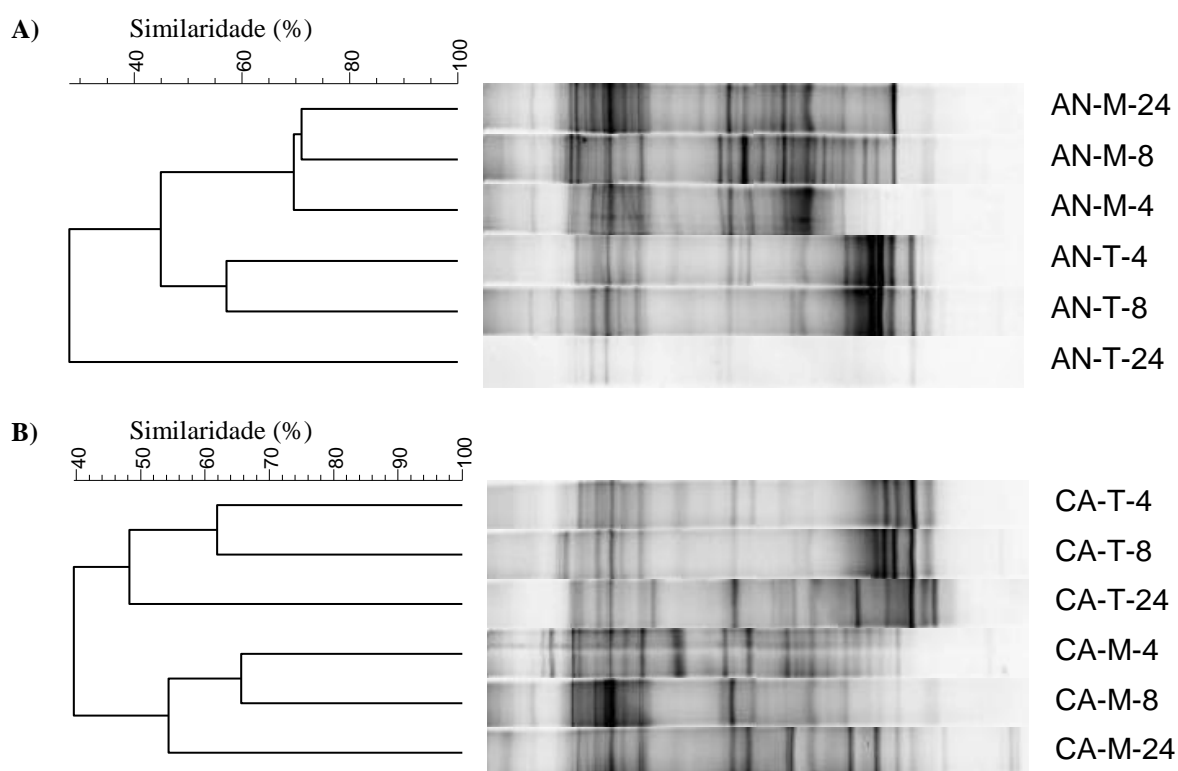 A)
Similaridade (%)
40 60 80 100
AN-M-24
AN-M-8
AN-M-4
AN-T-4
AN-T-8
AN-T-24
B)
Similaridade (%)
40 50 60 70 80 90 100
CA-T-4
CA-T-8
CA-T-24
CA-M-4
CA-M-8
CA-M-24